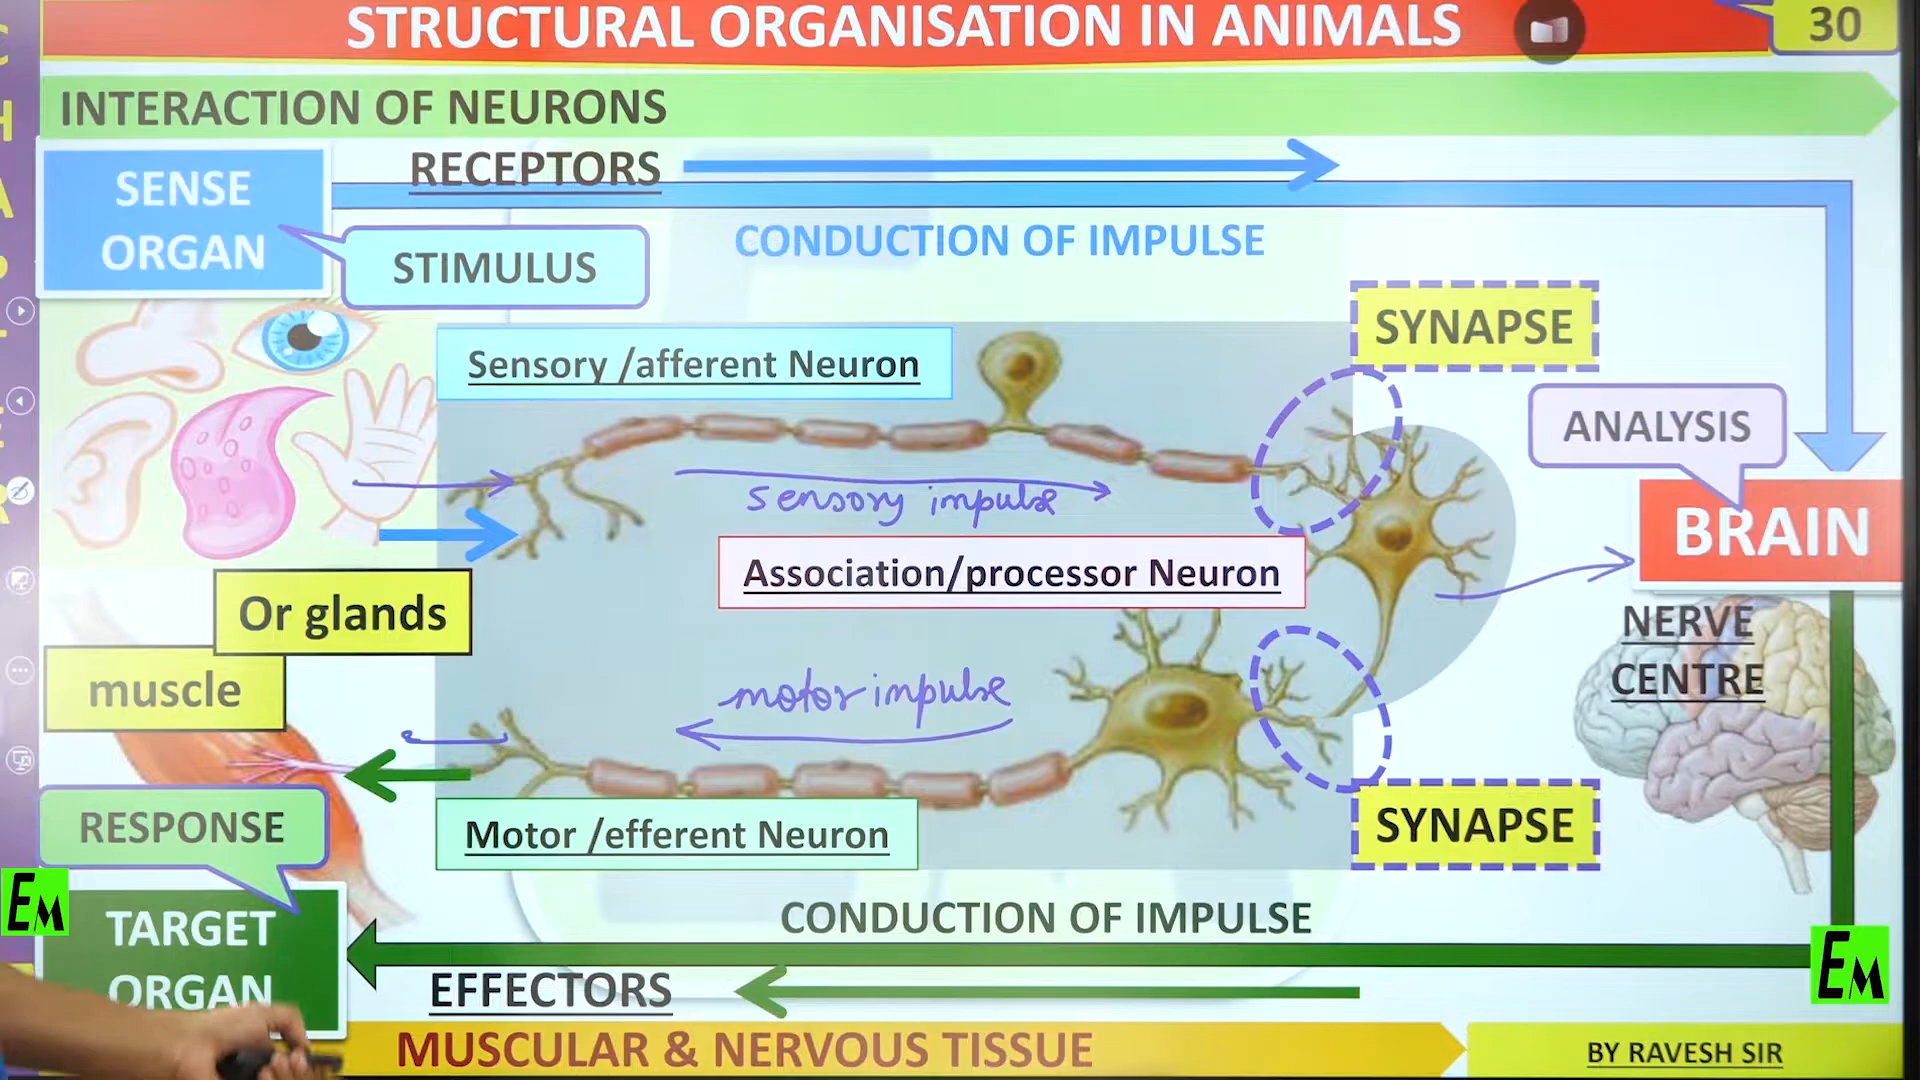 STRUCTURAL ORGANISATION IN ANIMALS
30
INTERACTION OF NEURONS
SENSE
ORGAN
RECEPTORS
STIMULUS
CONDUCTION OF IMPULSE
SYNAPSE
Sensory /afferent Neuron
ANALYSIS
sensory impulse
BRAIN
Association/processor Neuron
Or glands
NERVE
CENTRE
muscle
motor impulse
RESPONSE
Motor /efferent Neuron
SYNAPSE
EM
TARGET
ORGAN
CONDUCTION OF IMPULSE
EM
EFFECTORS
MUSCULAR & NERVOUS TISSUE
BY RAVESH SIR